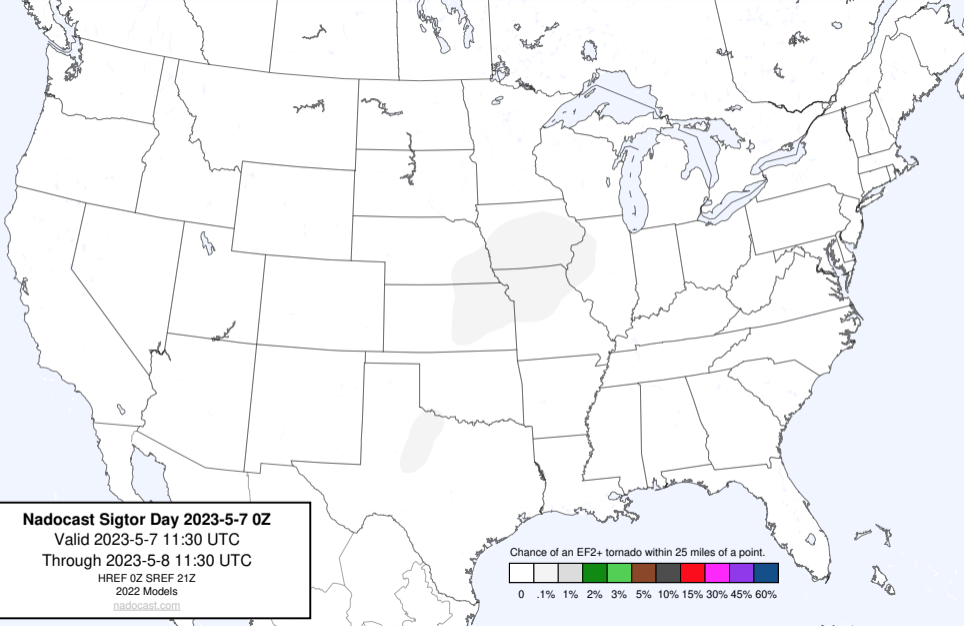 Nadocast Sigtor Day 2023-5-7 0Z
Valid 2023-5-7 11:30 UTC
Through 2023-5-8 11:30 UTC
HREF 0Z SREF 21Z
2022 Models
nadocast.com
Chance of an EF2+ tornado within 25 miles of a point.
0 .1% 1% 2% 3% 5% 10% 15% 30% 45% 60%